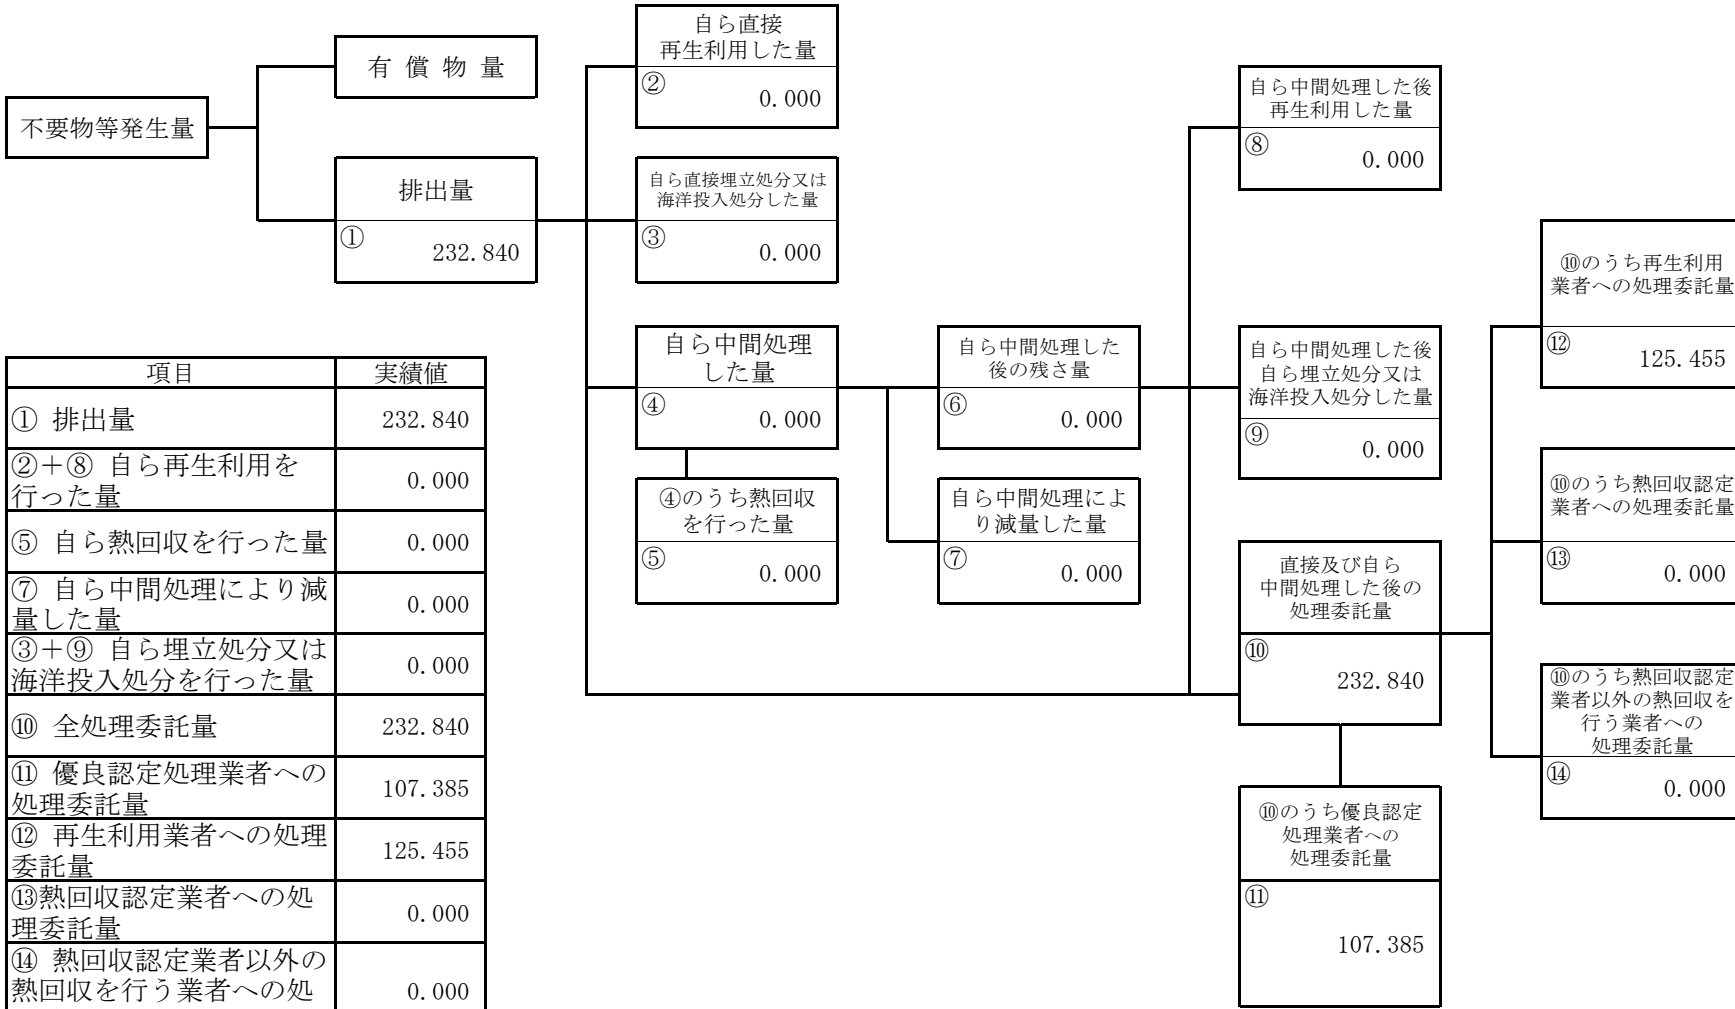 不要物等発生量
有 償 物 量
排出量
①
232.840
自ら直接
再生利用した量
②
0.000
自ら直接埋立処分又は
海洋投入処分した量
③
0.000
自ら中間処理
した量
④
0.000
④のうち熱回収
を行った量
⑤
0.000
自ら中間処理した
後の残さ量
⑥
0.000
自ら中間処理によ
り減量した量
⑦
0.000
自ら中間処理した後
再生利用した量
⑧
0.000
自ら中間処理した後
自ら埋立処分又は
海洋投入処分した量
⑨
0.000
直接及び自ら
中間処理した後の
処理委託量
⑩
232.840
⑩のうち優良認定
処理業者への
処理委託量
⑪
107.385
⑩のうち再生利用
業者への処理委託量
⑫
125.455
⑩のうち熱回収認定
業者への処理委託量
⑬
0.000
⑩のうち熱回収認定
業者以外の熱回収を
行う業者への
処理委託量
⑭
0.000
項目 実績値
① 排出量 232.840
②+⑧ 自ら再生利用を
行った量 0.000
⑤ 自ら熱回収を行った量 0.000
⑦ 自ら中間処理により減
量した量 0.000
③+⑨ 自ら埋立処分又は
海洋投入処分を行った量 0.000
⑩ 全処理委託量 232.840
⑪ 優良認定処理業者への
処理委託量 107.385
⑫ 再生利用業者への処理
委託量 125.455
⑬熱回収認定業者への処
理委託量 0.000
⑭ 熱回収認定業者以外の
熱回収を行う業者への処 0.000